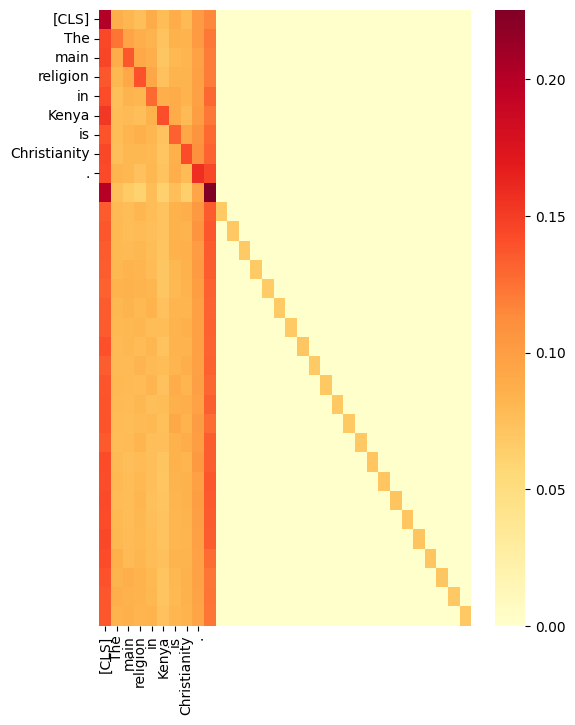 [CLS]
The
main
religion
in
Kenya
is
Christianity
.
0.20
0.15
0.10
0.05
0.00
[CLS]
The
main
religion
in
Kenya
is
Christianity
.